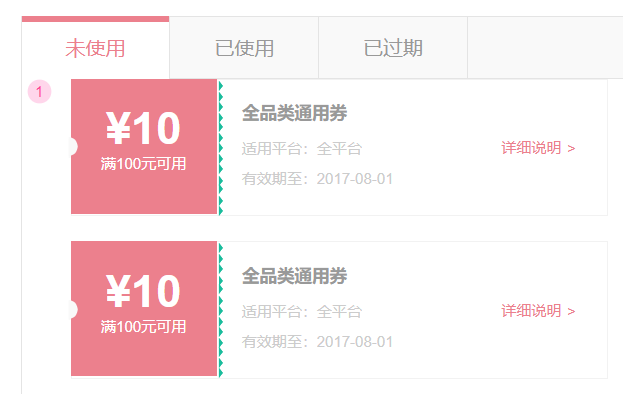 未使用 已使用 已过期
1
¥10
满100元可用
全品类通用券
适用平台：全平台
有效期至：2017-08-01
详细说明 >
¥10
满100元可用
全品类通用券
适用平台：全平台
有效期至：2017-08-01
详细说明 >